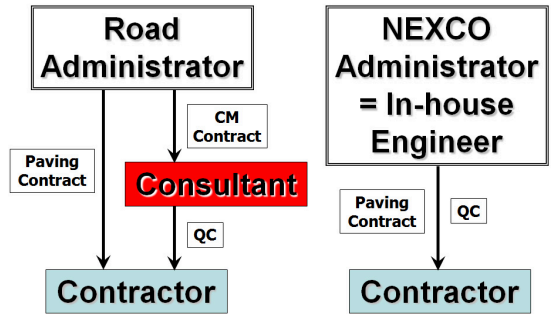 Road
Administrator
CM
Contract
Paving
Contract
Consultant
QC
Contractor
NEXCO
Administrator
= In-house
Engineer
Paving
Contract
QC
Contractor